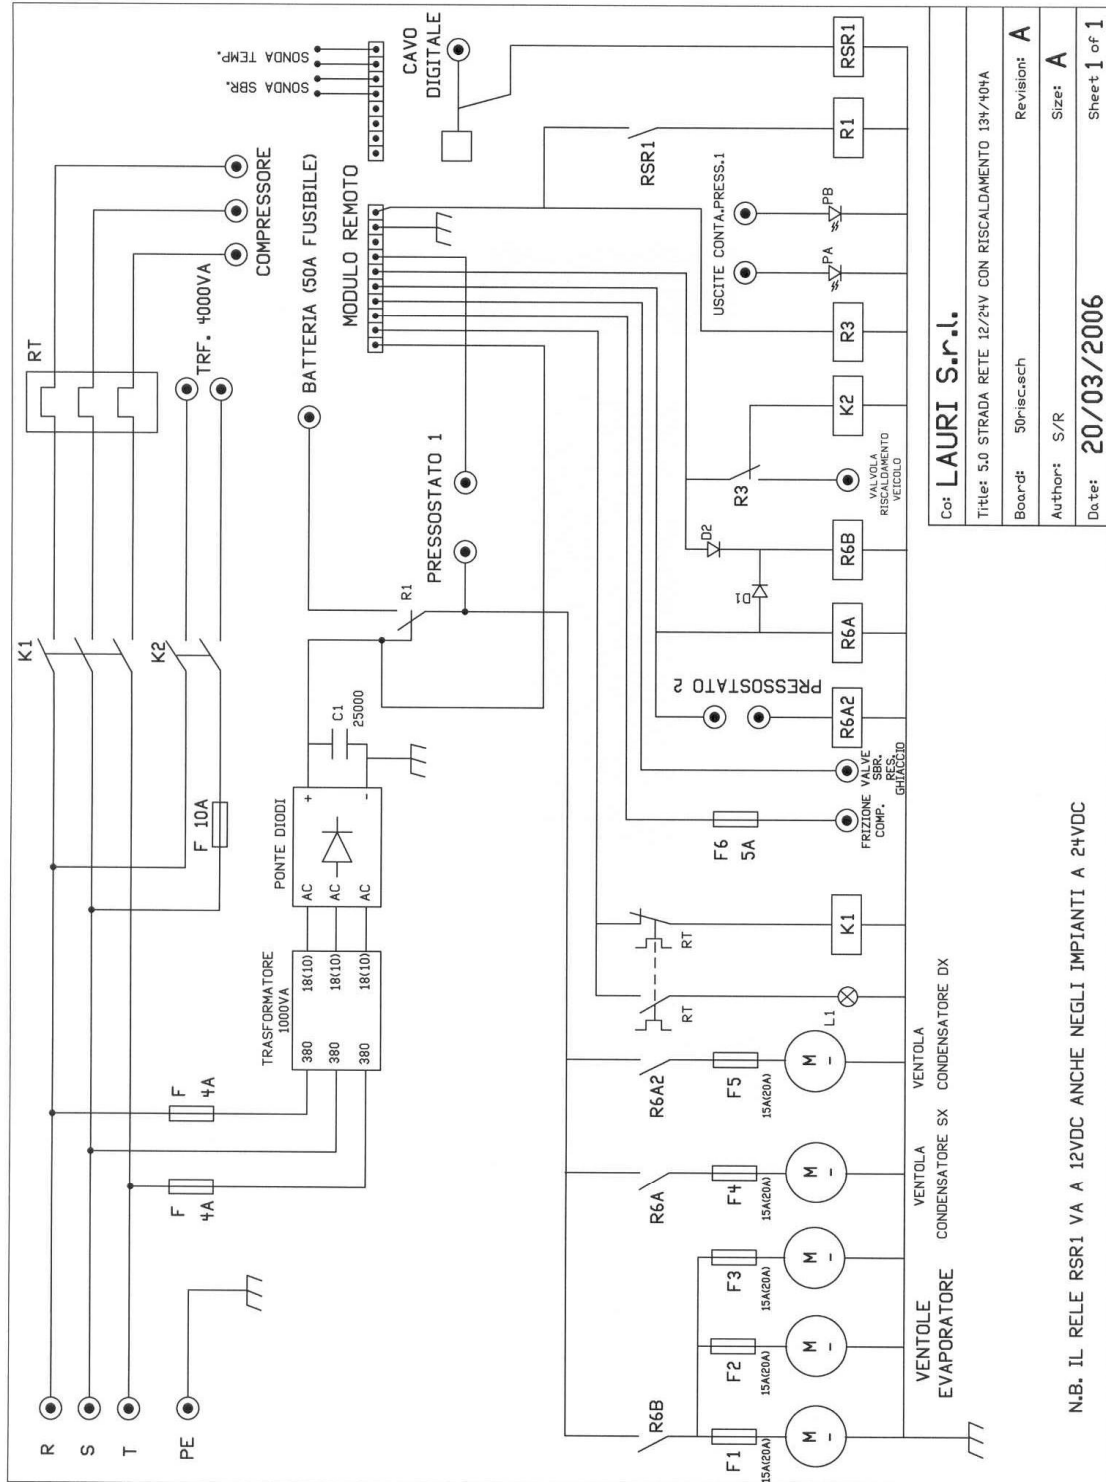 R
S
T
PE
F
4A
F
4A
K1
K2
F 10A
RT
TRF. 4000VA
COMPRESSORE
SONDA TEMP.
SONDA SBR.
CAVO
DIGITALE
TRASFORMATORE
1000VA
380
380
380
18(10)
18(10)
18(10)
PONTE DIODI
AC
AC
AC
+
-
C1
25000
R1
BATTERIA (50A FUSIBILE)
MODULO REMOTO
PRESSOSTATO 1
RSR1
USCITE CONTA.PRESS.1
PA
PB
D2
D1
R3
PRESSOSTATO 2
F6
5A
RT
RT
R6B
R6A
R6A2
F1
15A(20A)
F2
15A(20A)
F3
15A(20A)
F4
15A(20A)
F5
15A(20A)
M -
M -
M -
M -
M -
L1
K1
FRIZIONE
COMP.
VALVE
SBR.
RES.
GHIACCIO
R6A2
R6A
R6B
VALVOLA
RISCALDAMENTO
VEICOLO
K2
R3
R1
RSR1
VENTOLE
EVAPORATORE
VENTOLA
CONDENSATORE SX
VENTOLA
CONDENSATORE DX
N.B. IL RELE RSR1 VA A 12VDC ANCHE NEGLI IMPIANTI A 24VDC
Co: LAURI S.r.l.
Title: 5.0 STRADA RETE 12/24V CON RISCALDAMENTO 134/404A
Board: 50risc.sch Revision: A
Author: S/R Size: A
Date: 20/03/2006 Sheet 1 of 1